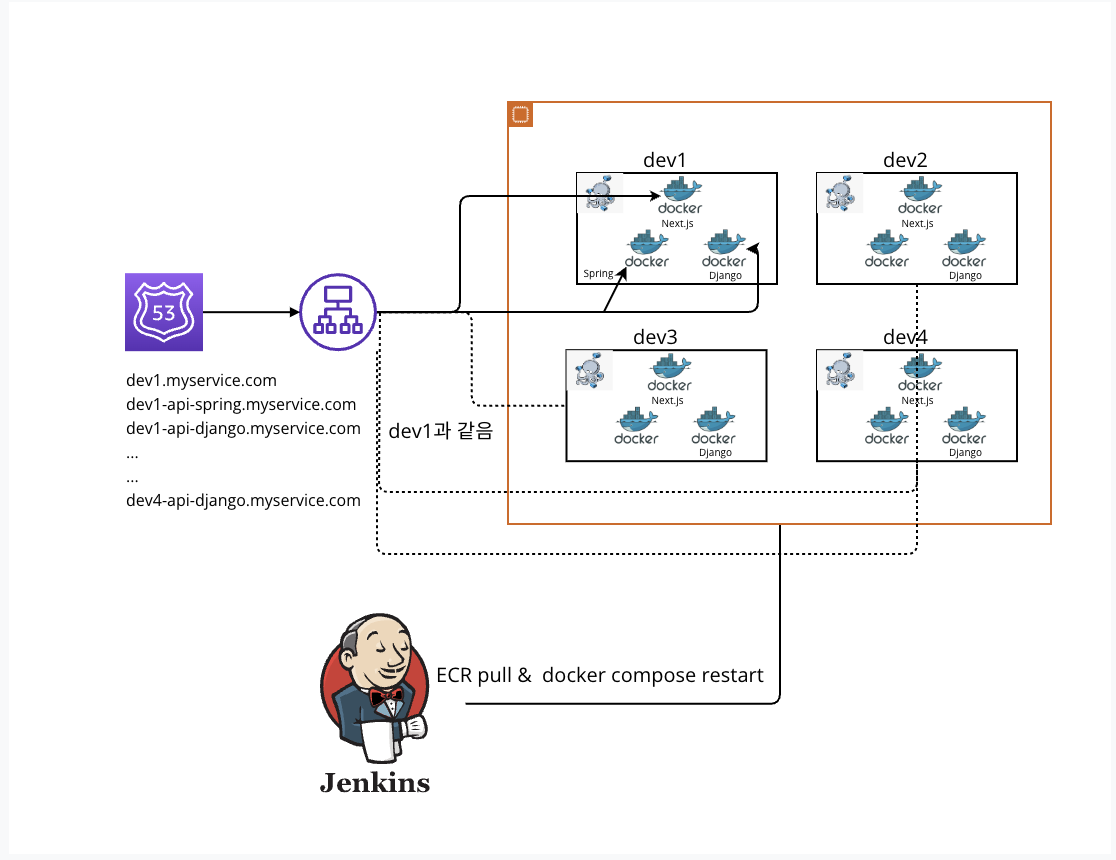 dev1
dev2
docker
Next.js
docker
docker
Spring
Django
docker
Next.js
docker
docker
Django
53
dev1.myservice.com
dev1-api-spring.myservice.com
dev1-api-django.myservice.com
...
...
dev4-api-django.myservice.com
dev1과 같음
dev3
dev4
docker
Next.js
docker
docker
Django
docker
Next.js
docker
docker
Django
ECR pull & docker compose restart
Jenkins